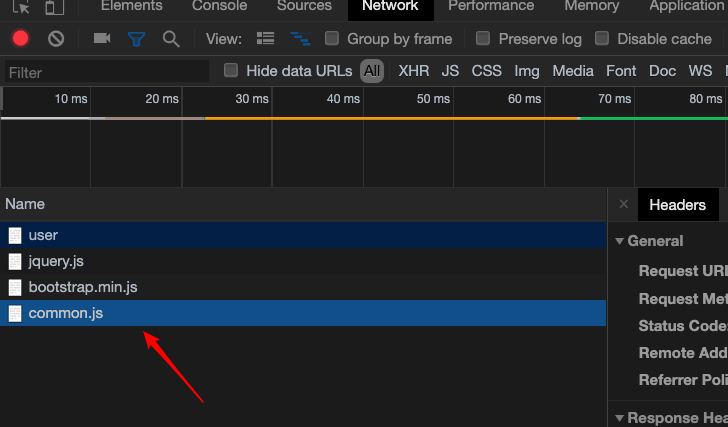 Elements Console Sources Network Performance Memory Application
View: Group by frame Preserve log Disable cache
Filter Hide data URLs All XHR JS CSS Img Media Font Doc WS
10 ms 20 ms 30 ms 40 ms 50 ms 60 ms 70 ms 80 ms
Name × Headers
user
General
jquery.js
Request URL
bootstrap.min.js
Request Met
common.js
Status Code
Remote Add
Referrer Poli
Response Hea